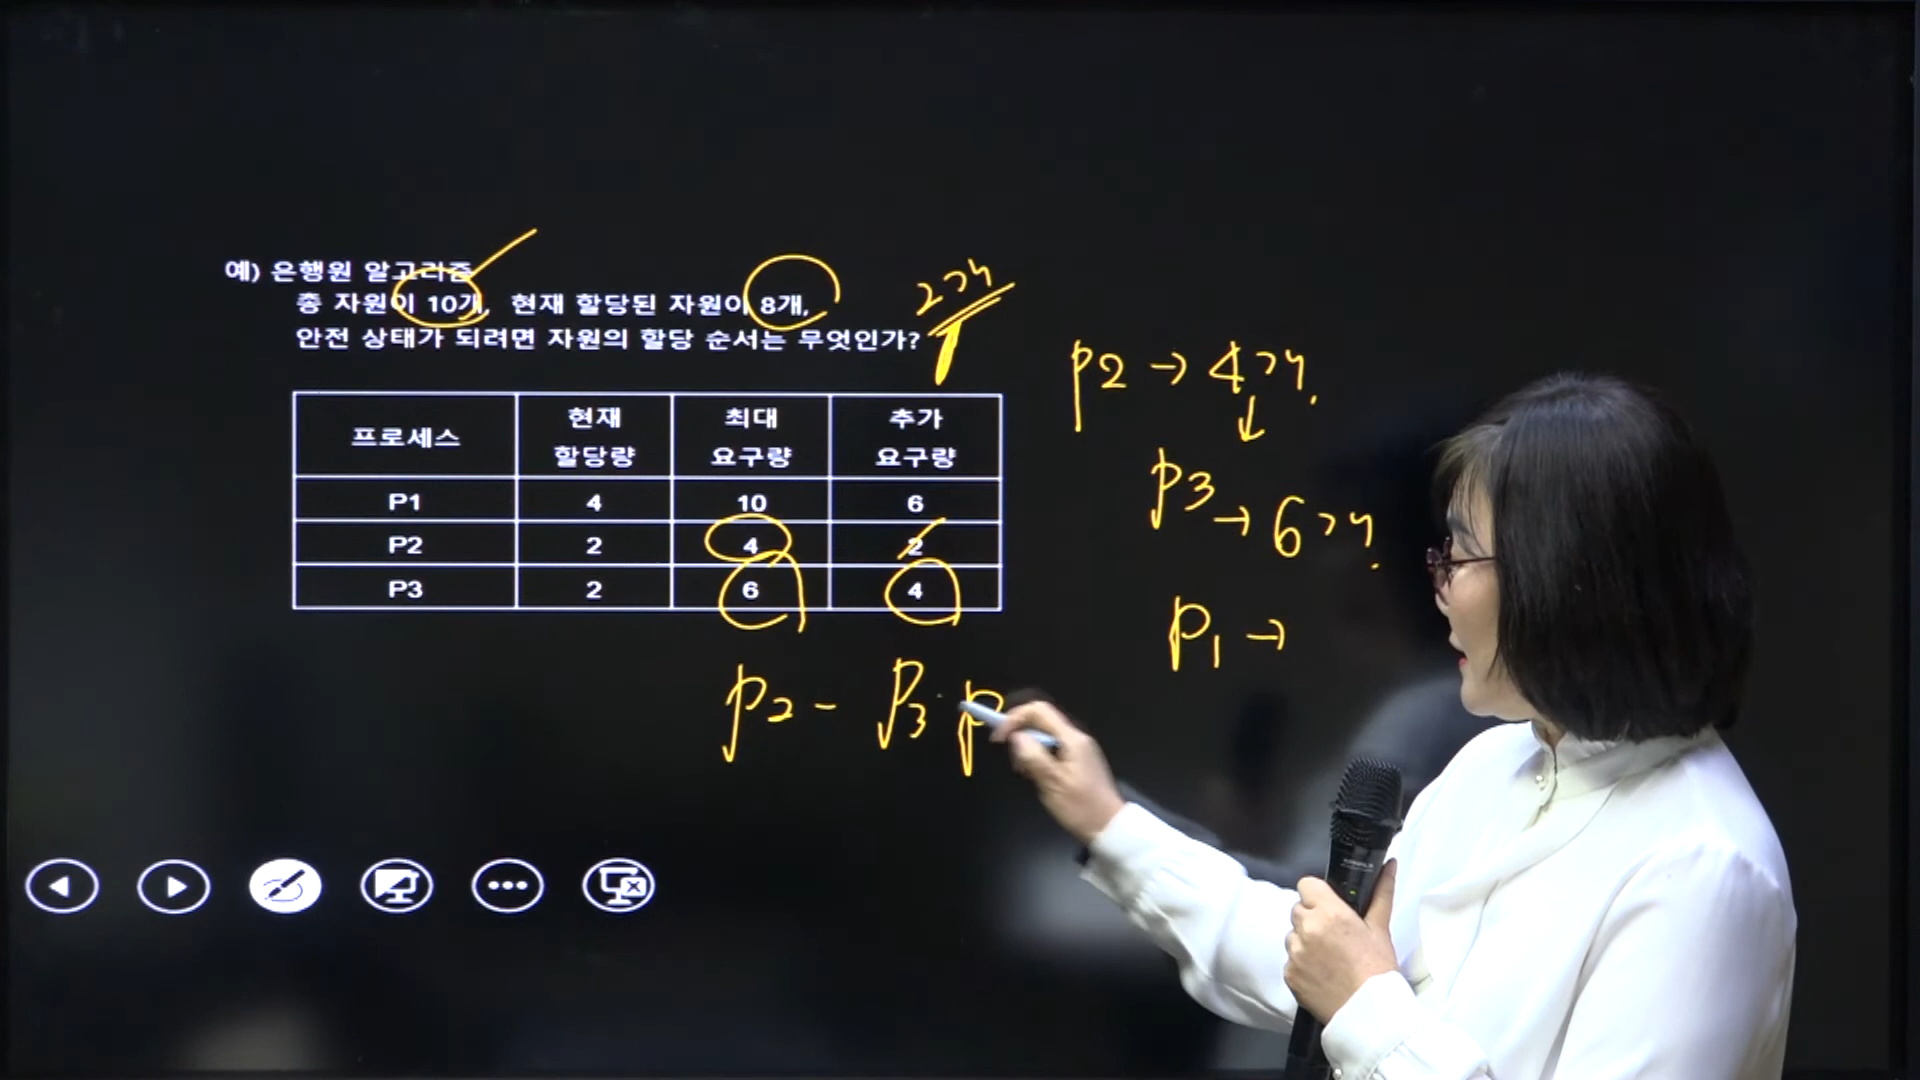 예) 은행원 알고리즘
총 자원이 10개, 현재 할당된 자원이 8개,
안전 상태가 되려면 자원의 할당 순서는 무엇인가?
2개
프로세스 현재 할당량 최대 요구량 추가 요구량
P1 4 10 6
P2 2 4 2
P3 2 6 4
P2 → 4개.
↓
P3 → 6개.
P1 →
P2 - P3 P